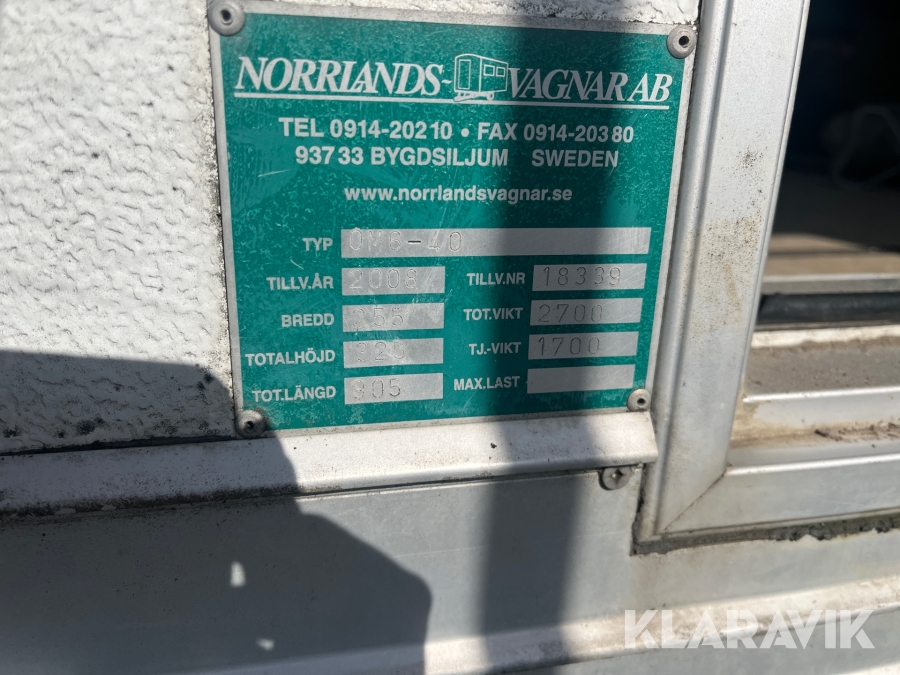 NORRLANDS- VAGNAR AB
TEL 0914-202 10 • FAX 0914-203 80
937 33 BYGDSILJUM SWEDEN
www.norrlandsvagnar.se
TYP OMB-40
TILLV.ÅR 2008 TILLV.NR 18339
BREDD 255 TOT.VIKT 2700
TOTALHÖJD 320 TJ.-VIKT 1700
TOT.LÄNGD 905 MAX.LAST
KLARAVIK